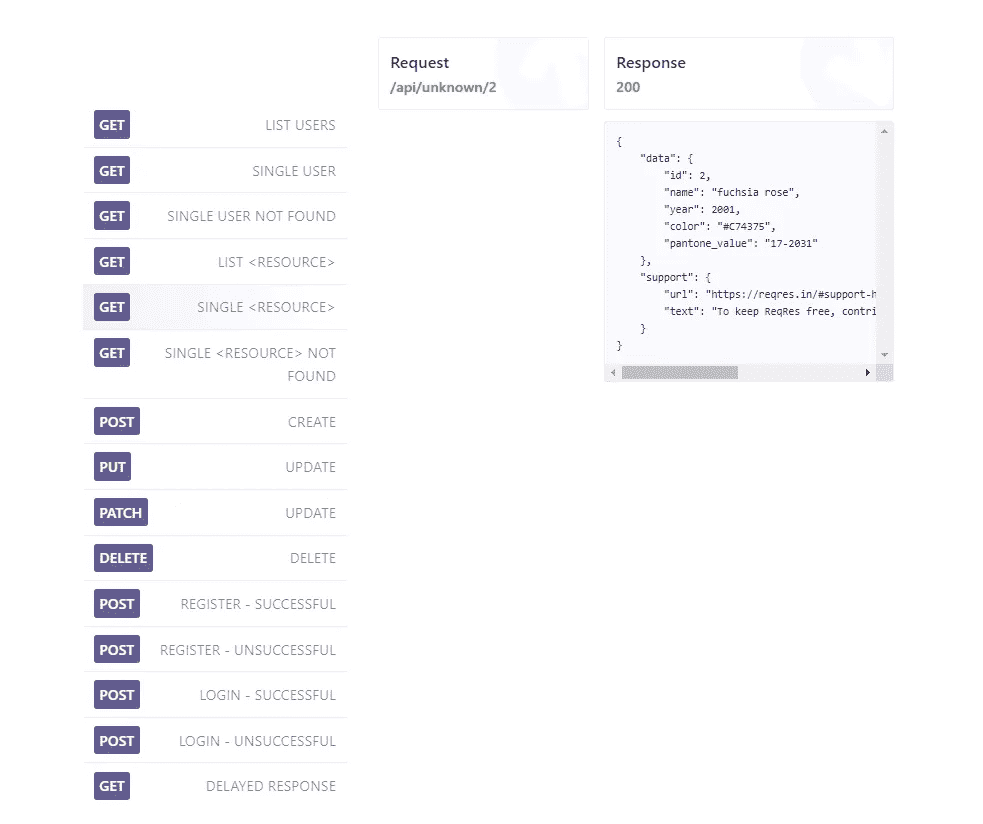 Request
/api/unknown/2
Response
200
GET LIST USERS
GET SINGLE USER
GET SINGLE USER NOT FOUND
GET LIST <RESOURCE>
GET SINGLE <RESOURCE>
GET SINGLE <RESOURCE> NOT
FOUND
POST CREATE
PUT UPDATE
PATCH UPDATE
DELETE DELETE
POST REGISTER - SUCCESSFUL
POST REGISTER - UNSUCCESSFUL
POST LOGIN - SUCCESSFUL
POST LOGIN - UNSUCCESSFUL
GET DELAYED RESPONSE
{
    "data": {
        "id": 2,
        "name": "fuchsia rose",
        "year": 2001,
        "color": "#C74375",
        "pantone_value": "17-2031"
    },
    "support": {
        "url": "https://reqres.in/#support-h
        "text": "To keep ReqRes free, contri
    }
}